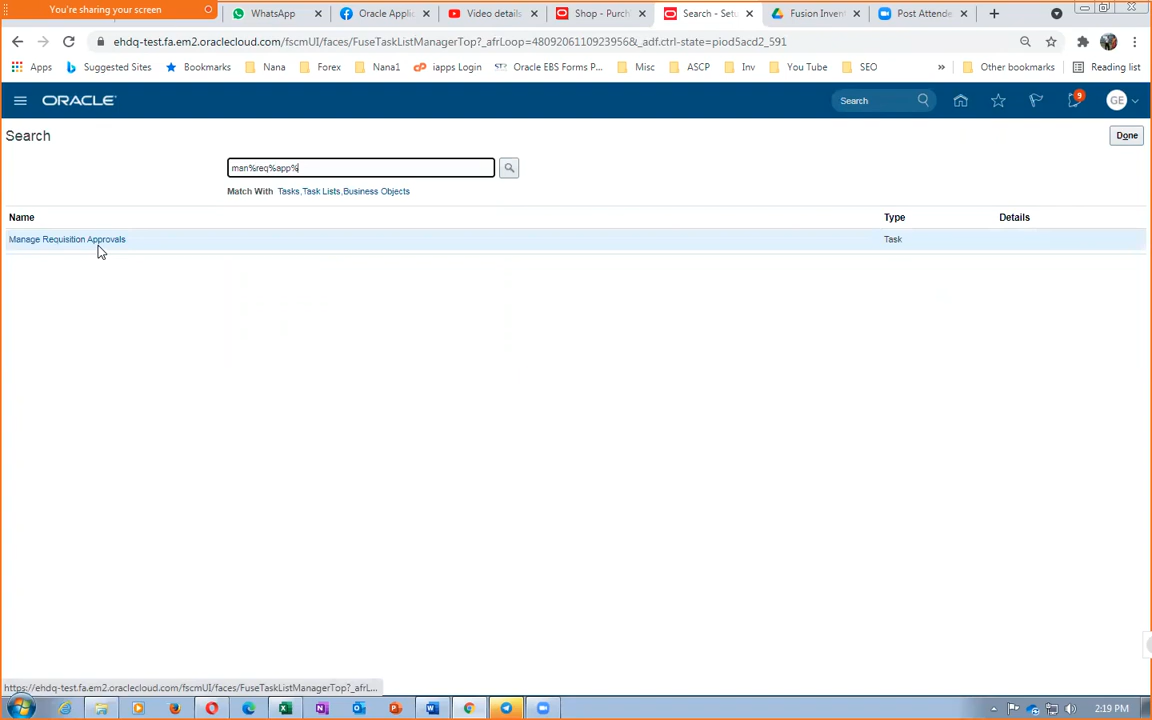 You're sharing your screen
WhatsApp
Oracle Applic
Video details
Shop - Purch
Search - Setu
Fusion Invent
Post Attende
ehdq-test.fa.em2.oraclecloud.com/fscmUI/faces/FuseTaskListManagerTop?_afrLoop=4809206110923956&_adf.ctrl-state=piod5acd2_591
Apps
Suggested Sites
Bookmarks
Nana
Forex
Nana1
iapps Login
Oracle EBS Forms P...
Misc
ASCP
Inv
You Tube
SEO
»
Other bookmarks
Reading list
ORACLE
Search
9
GE
Search
Done
man%req%app%
Match With Tasks,Task Lists,Business Objects
Name Type Details
Manage Requisition Approvals Task
https://ehdq-test.fa.em2.oraclecloud.com/fscmUI/faces/FuseTaskListManagerTop?_afrL...
2:19 PM